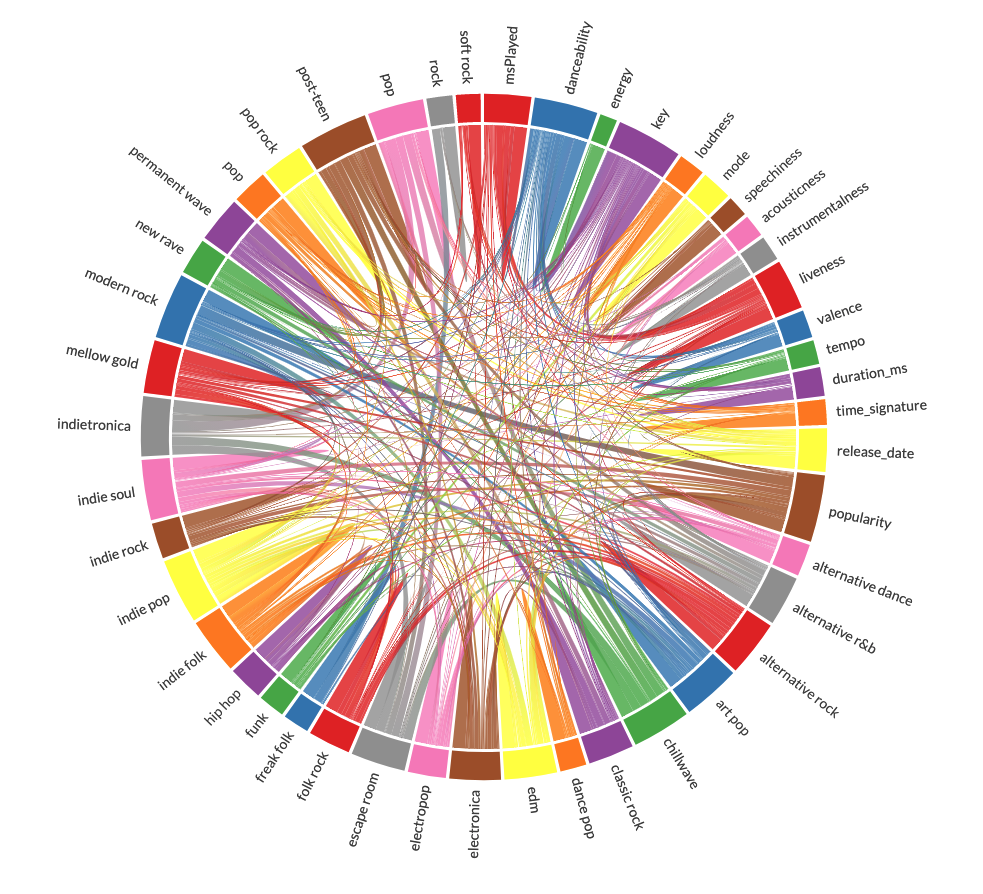 msPlayed
danceability
energy
key
loudness
mode
speechiness
acousticness
instrumentalness
liveness
valence
tempo
duration_ms
time_signature
release_date
popularity
alternative dance
alternative r&b
alternative rock
art pop
chillwave
classic rock
dance pop
edm
electronica
electropop
escape room
folk rock
freak folk
funk
hip hop
indie folk
indie pop
indie rock
indie soul
indietronica
mellow gold
modern rock
new rave
permanent wave
pop
pop rock
post-teen
pop
rock
soft rock